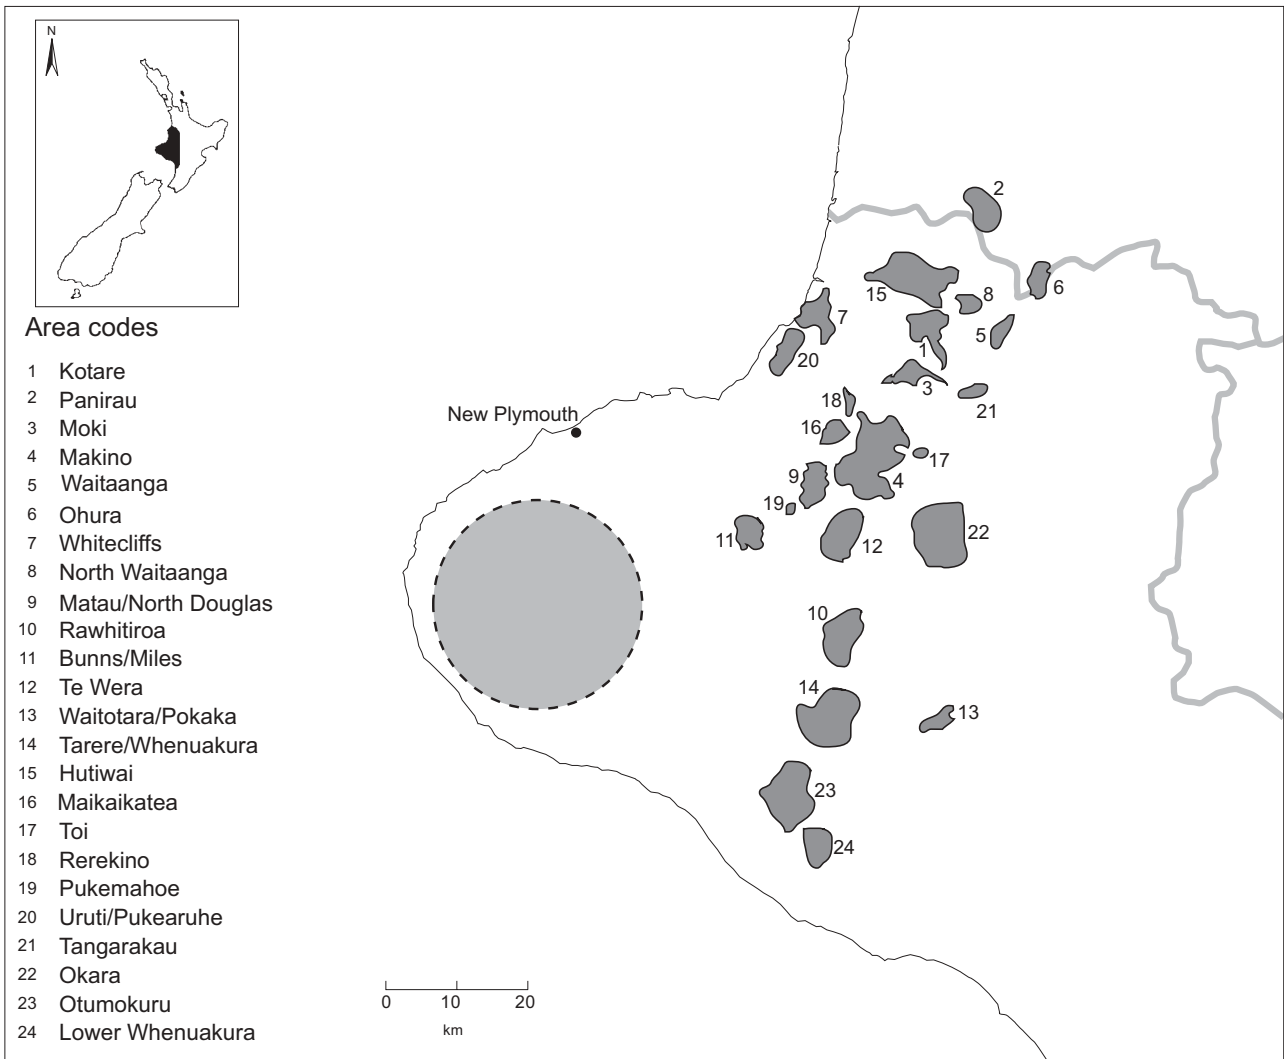 N
Area codes
1 Kotare
2 Panirau
3 Moki
4 Makino
5 Waitaanga
6 Ohura
7 Whitecliffs
8 North Waitaanga
9 Matau/North Douglas
10 Rawhitiroa
11 Bunns/Miles
12 Te Wera
13 Waitotara/Pokaka
14 Tarere/Whenuakura
15 Hutiwai
16 Maikaikatea
17 Toi
18 Rerekino
19 Pukemahoe
20 Uruti/Pukearuhe
21 Tangarakau
22 Okara
23 Otumokuru
24 Lower Whenuakura
2
6
15
8
7
5
1
20
3
21
18
New Plymouth
16
17
9
4
19
11
12
22
10
14
13
23
24
0 10 20
km